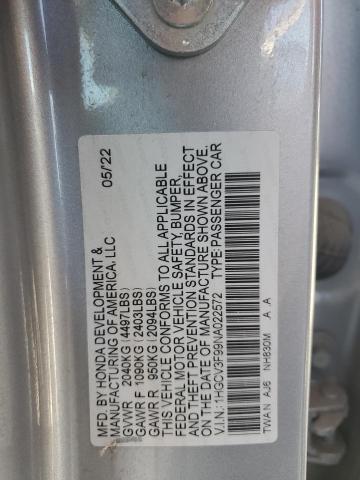 MFD. BY HONDA DEVELOPMENT & 05/22
MANUFACTURING OF AMERICA, LLC
GVWR 2040KG (4497LBS)
GAWR F 1090KG (2403LBS)
GAWR R 950KG (2094LBS)
THIS VEHICLE CONFORMS TO ALL APPLICABLE
FEDERAL MOTOR VEHICLE SAFETY, BUMPER,
AND THEFT PREVENTION STANDARDS IN EFFECT
ON THE DATE OF MANUFACTURE SHOWN ABOVE.
V.I.N.: 1HGCV3F99NA022572 TYPE: PASSENGER CAR
TWAN AJ6 NH830M A A